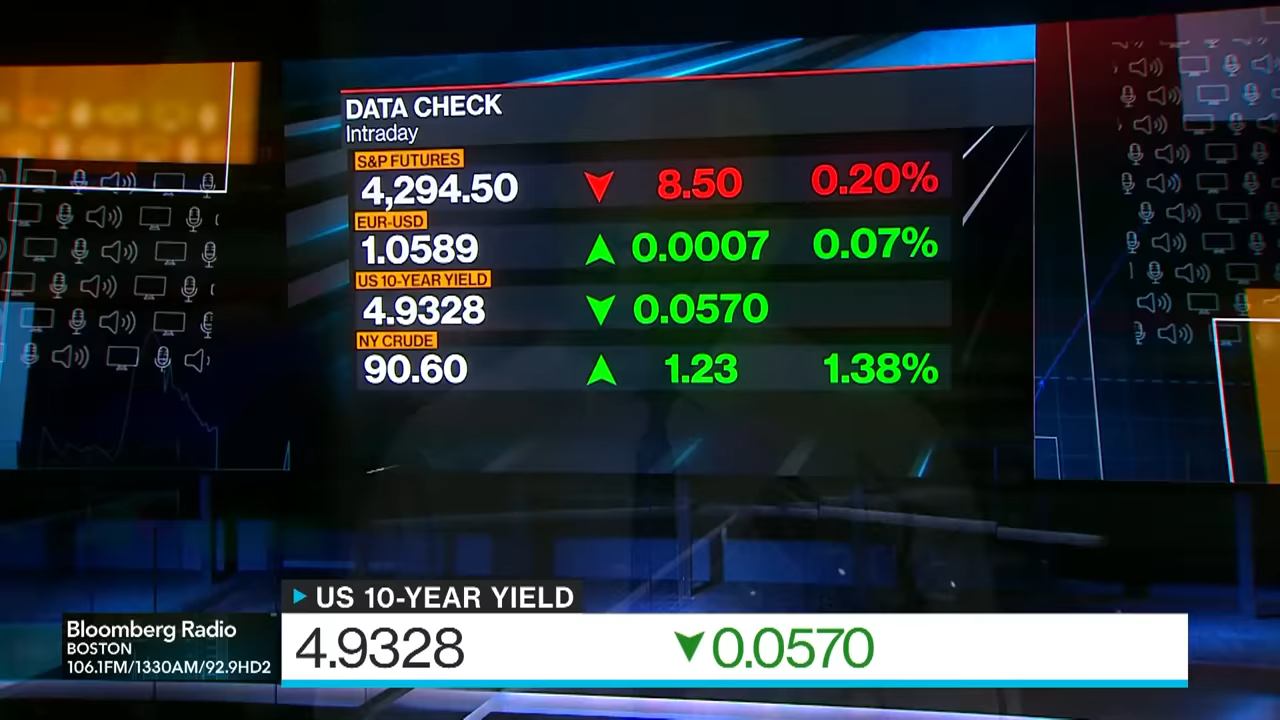 DATA CHECK
Intraday
S&P FUTURES
4,294.50 ▼ 8.50 0.20%
EUR-USD
1.0589 ▲ 0.0007 0.07%
US 10-YEAR YIELD
4.9328 ▼ 0.0570
NY CRUDE
90.60 ▲ 1.23 1.38%
US 10-YEAR YIELD
4.9328 ▼ 0.0570
Bloomberg Radio
BOSTON
106.1FM/1330AM/92.9HD2